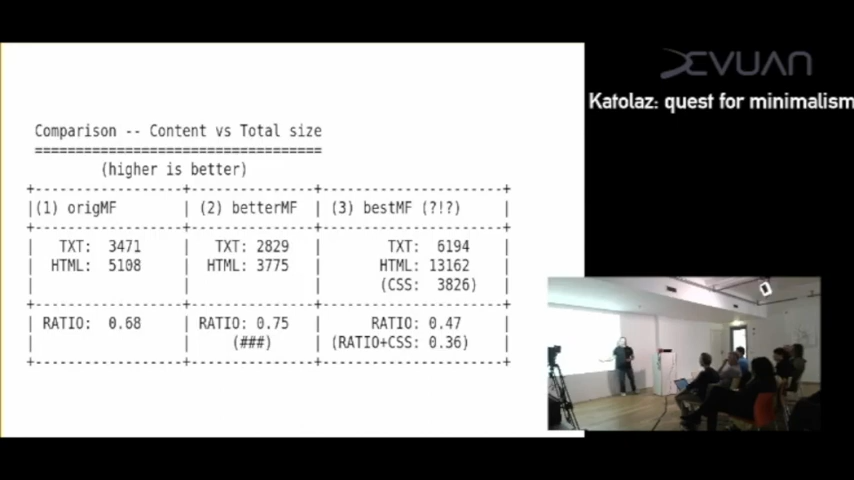 DEVUAN
Katolaz: quest for minimalism
Comparison -- Content vs Total size
===================================
(higher is better)
+------------------+---------------+----------------------+
|(1) origMF | (2) betterMF | (3) bestMF (?!?) |
+------------------+---------------+----------------------+
| TXT: 3471 | TXT: 2829 | TXT: 6194 |
| HTML: 5108 | HTML: 3775 | HTML: 13162 |
| | | (CSS: 3826) |
+------------------+---------------+----------------------+
| RATIO: 0.68 | RATIO: 0.75 | RATIO: 0.47 |
| | (###) | (RATIO+CSS: 0.36) |
+------------------+---------------+----------------------+